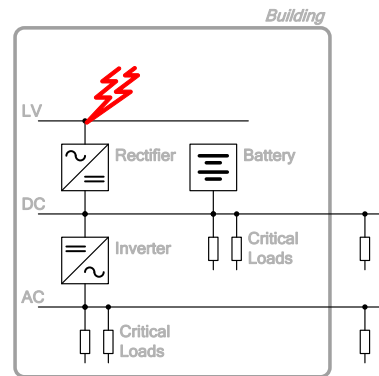 Building
LV
Rectifier
Battery
DC
Inverter
Critical
Loads
AC
Critical
Loads